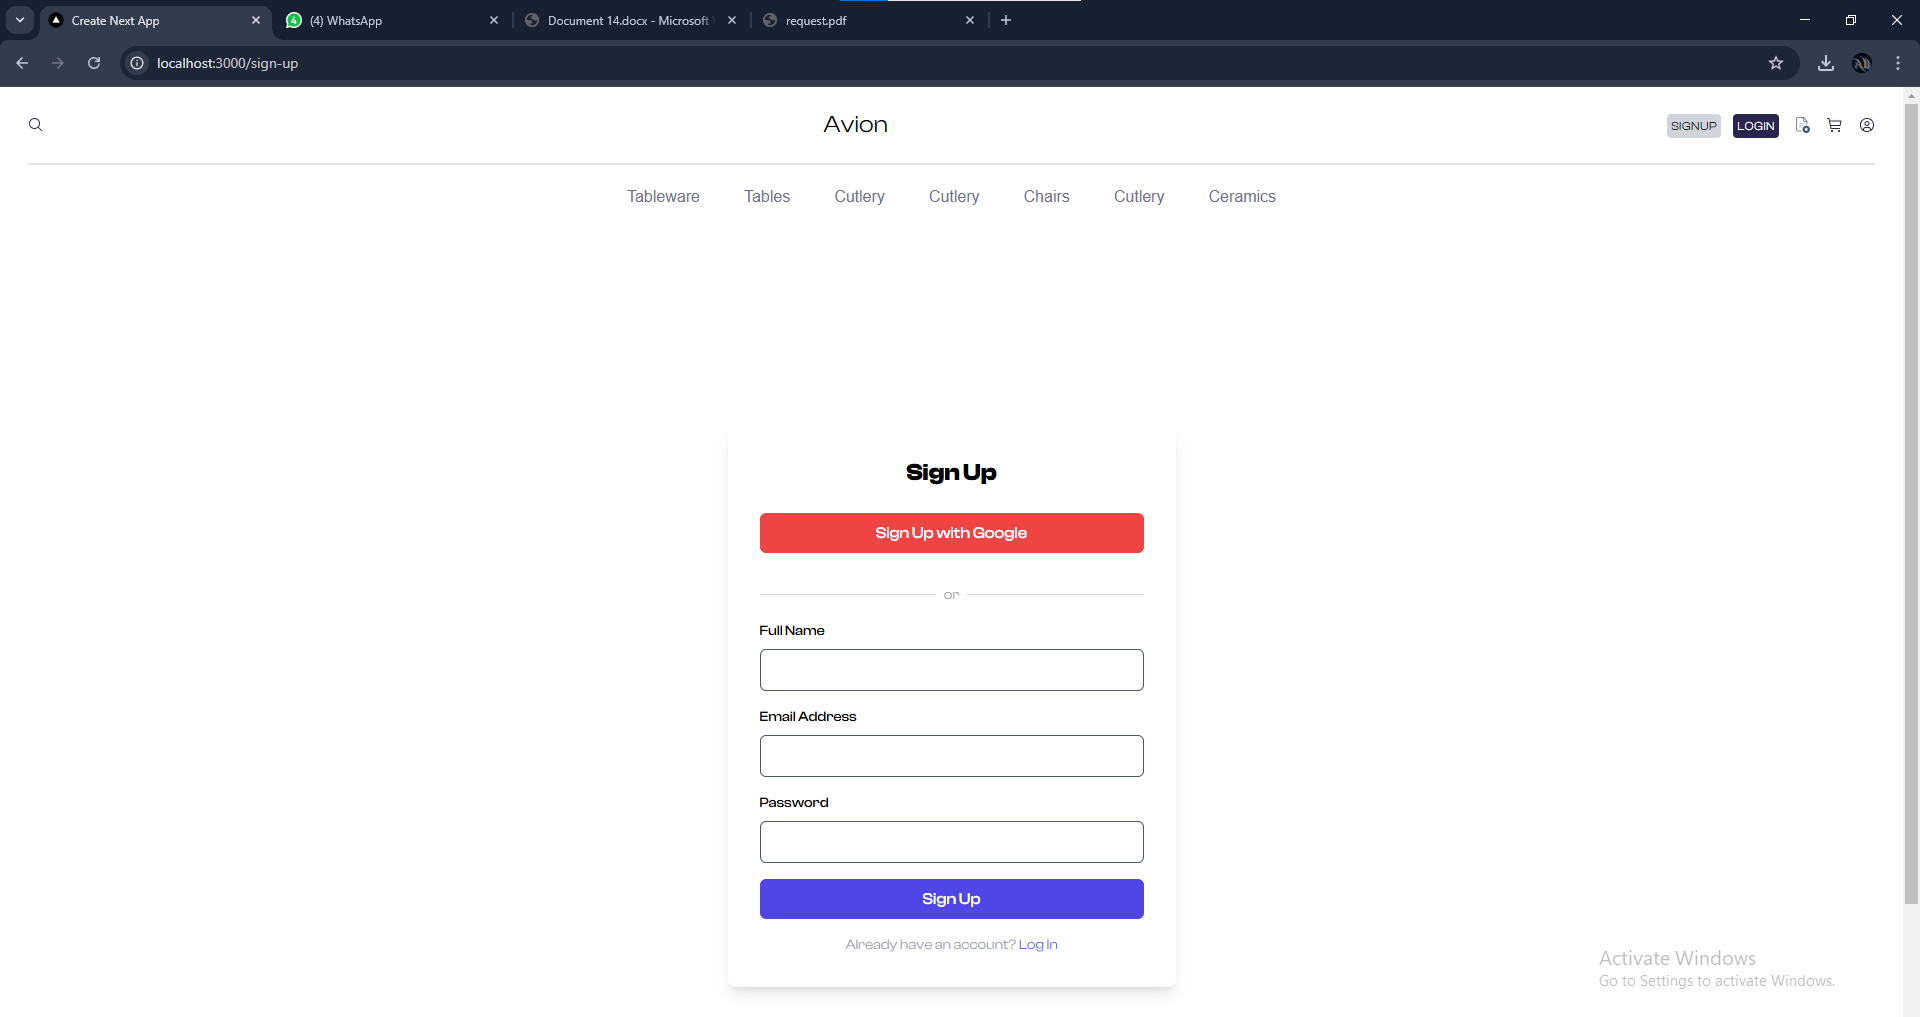 Create Next App
(4) WhatsApp
Document 14.docx - Microsoft
request.pdf
localhost:3000/sign-up
Avion
SIGNUP
LOGIN
Tableware Tables Cutlery Cutlery Chairs Cutlery Ceramics
Sign Up
Sign Up with Google
or
Full Name
Email Address
Password
Sign Up
Already have an account? Log In
Activate Windows
Go to Settings to activate Windows.